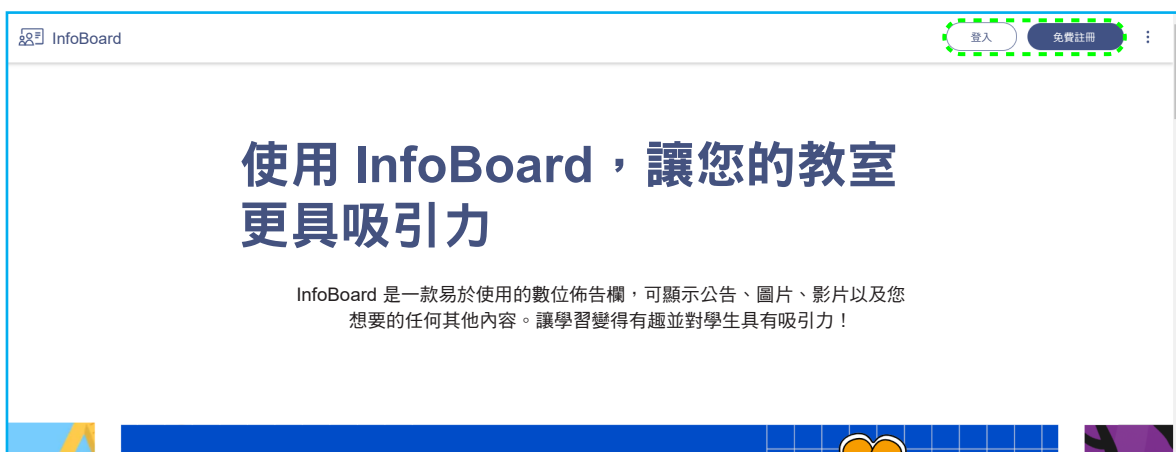 InfoBoard
登入
免費註冊
使用 InfoBoard，讓您的教室
更具吸引力
InfoBoard 是一款易於使用的數位佈告欄，可顯示公告、圖片、影片以及您
想要的任何其他內容。讓學習變得有趣並對學生具有吸引力！